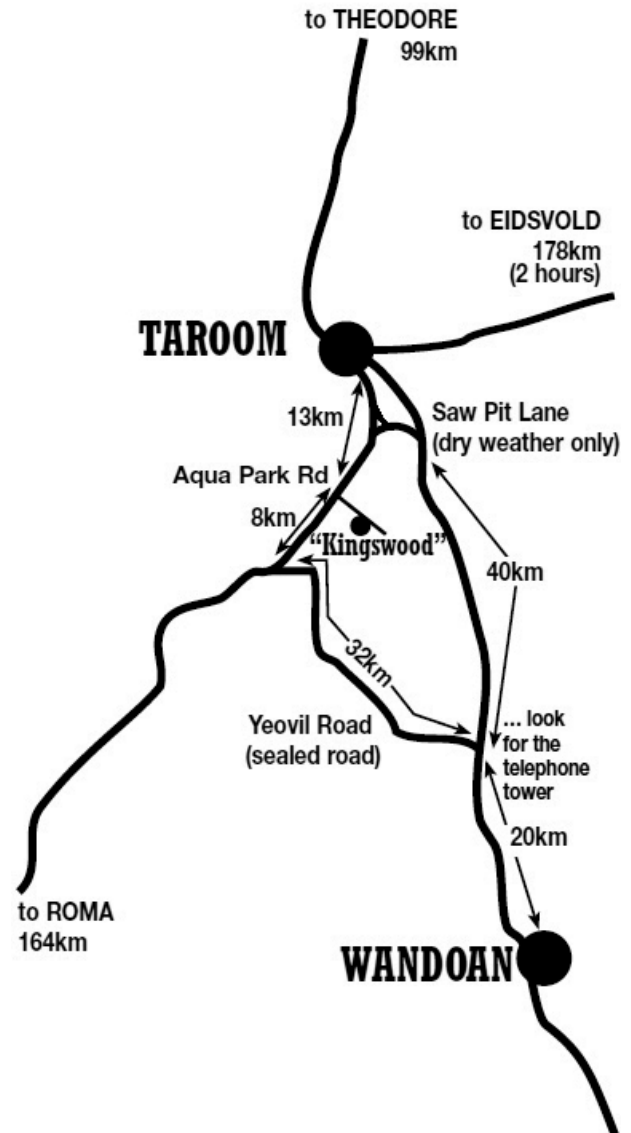 to THEODORE
99km
to EIDSVOLD
178km
(2 hours)
TAROOM
13km
Saw Pit Lane
(dry weather only)
Aqua Park Rd
8km
“Kingswood”
40km
32km
Yeovil Road
(sealed road)
... look
for the
telephone
tower
20km
to ROMA
164km
WANDOAN